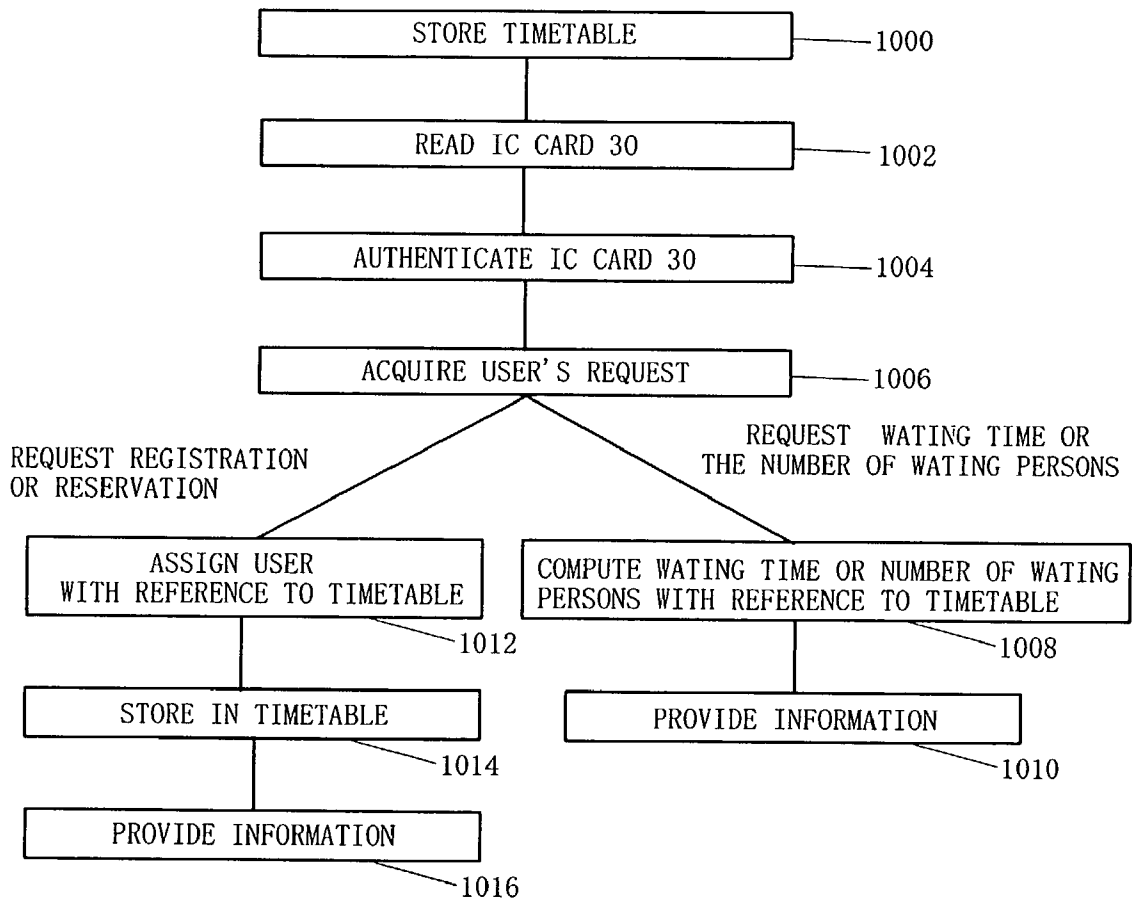 STORE TIMETABLE
1000
READ IC CARD 30
1002
AUTHENTICATE IC CARD 30
1004
ACQUIRE USER'S REQUEST
1006
REQUEST REGISTRATION
OR RESERVATION
REQUEST WATING TIME OR
THE NUMBER OF WATING PERSONS
ASSIGN USER
WITH REFERENCE TO TIMETABLE
1012
COMPUTE WATING TIME OR NUMBER OF WATING
PERSONS WITH REFERENCE TO TIMETABLE
1008
STORE IN TIMETABLE
1014
PROVIDE INFORMATION
1010
PROVIDE INFORMATION
1016